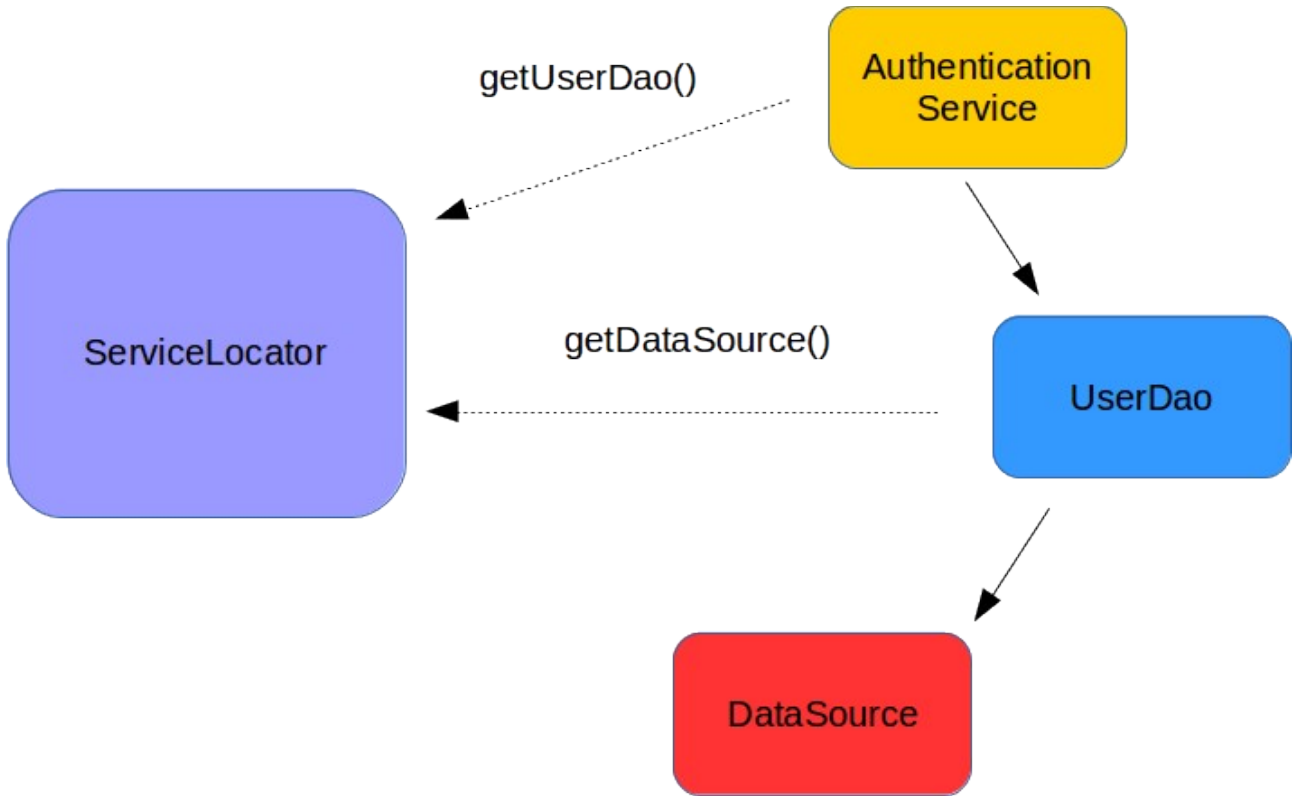 Authentication
Service
getUserDao()
ServiceLocator
getDataSource()
UserDao
DataSource